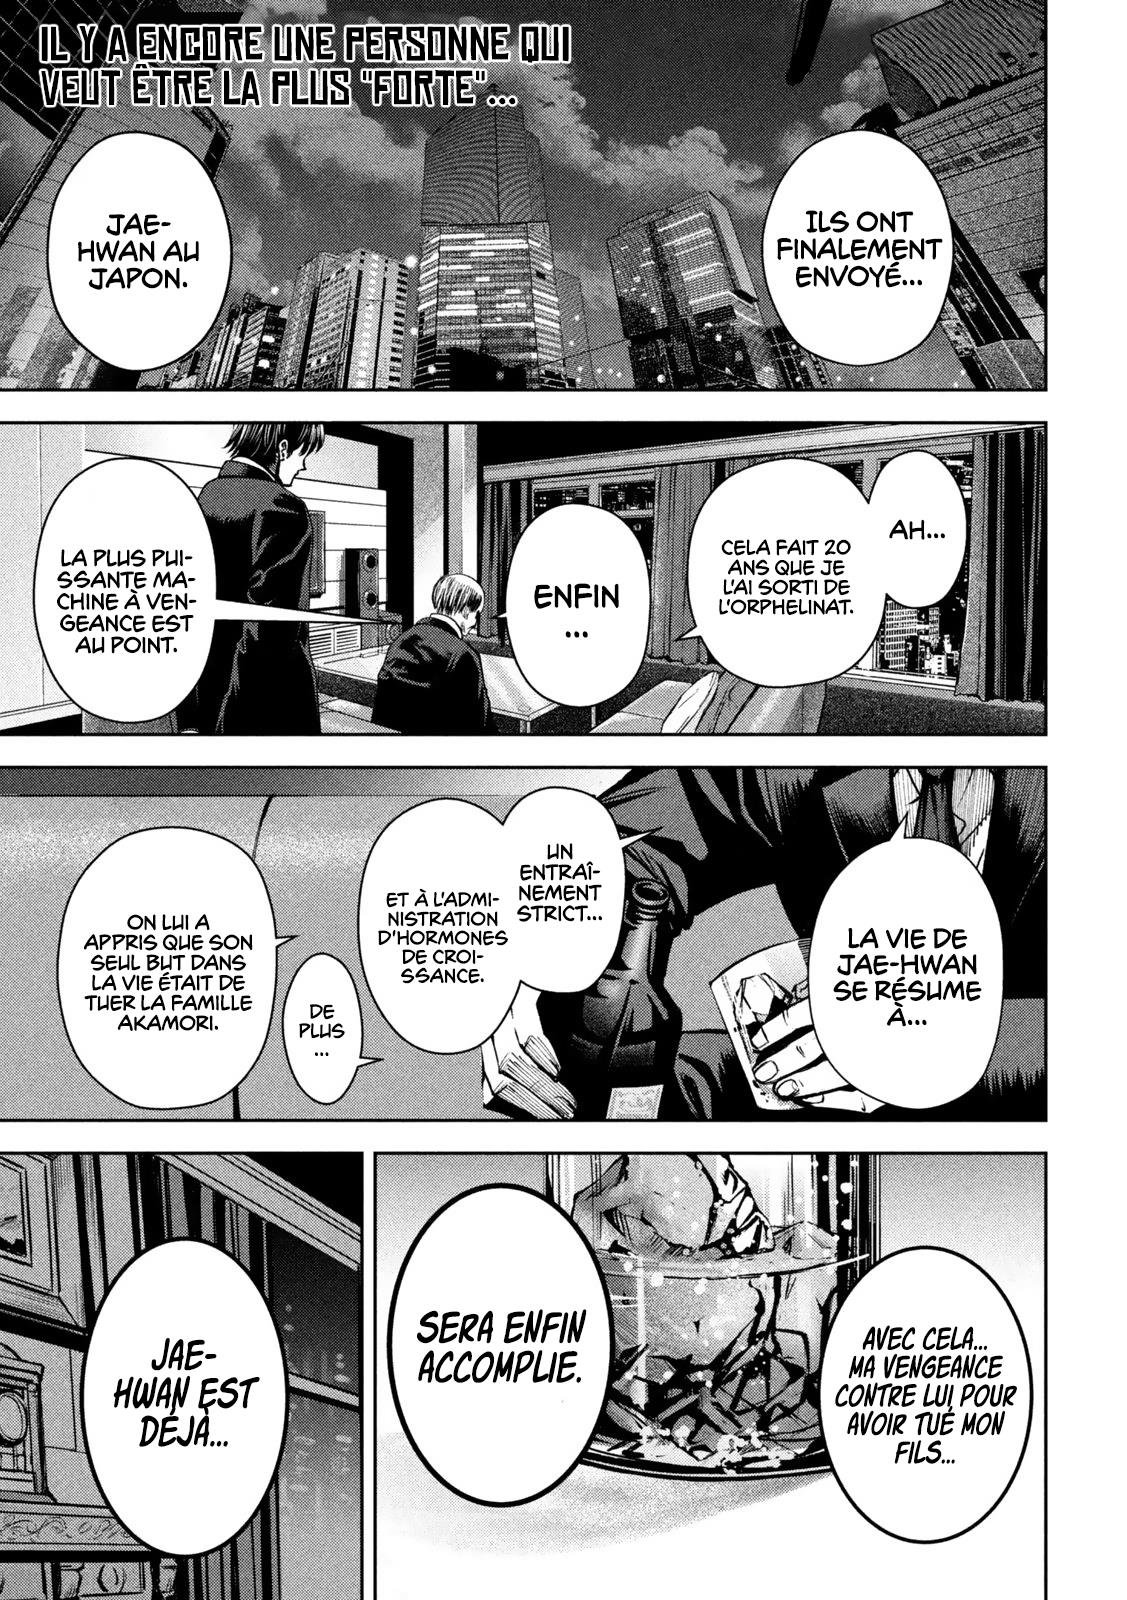 IL Y A ENCORE UNE PERSONNE QUI
VEUT ÊTRE LA PLUS "FORTE"...
ILS ONT
FINALEMENT
ENVOYÉ...
JAE-
HWAN AU
JAPON.
AH...
CELA FAIT 20
ANS QUE JE
L'AI SORTI DE
L'ORPHELINAT.
ENFIN
...
LA PLUS PUI-
SSANTE MA-
CHINE À VEN-
GEANCE EST
AU POINT.
LA VIE DE
JAE-HWAN
SE RÉSUME
À...
UN
ENTRAÎ-
NEMENT
STRICT...
ET À L'ADMI-
NISTRATION
D'HORMONES
DE CROI-
SSANCE.
DE
PLUS
...
ON LUI A
APPRIS QUE SON
SEUL BUT DANS
LA VIE ÉTAIT DE
TUER LA FAMILLE
AKAMORI.
AVEC CELA...
MA VENGEANCE
CONTRE LUI POUR
AVOIR TUÉ MON
FILS...
SERA ENFIN
ACCOMPLIE.
JAE-
HWAN EST
DÉJÀ...